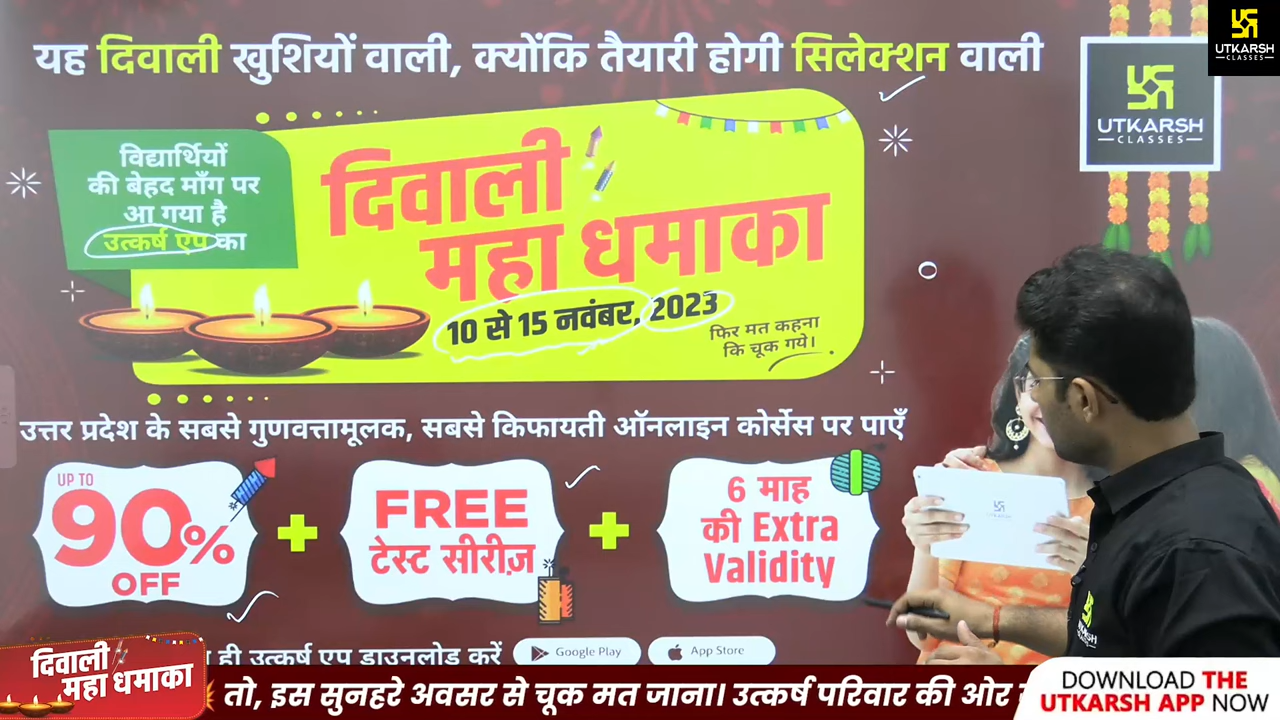 यह दिवाली खुशियों वाली, क्योंकि तैयारी होगी सिलेक्शन वाली
UTKARSH
CLASSES
UTKARSH
CLASSES
विद्यार्थियों
की बेहद माँग पर
आ गया है
उत्कर्ष एप का
दिवाली
महा धमाका
10 से 15 नवंबर, 2023
फिर मत कहना
कि चूक गये।
उत्तर प्रदेश के सबसे गुणवत्तामूलक, सबसे किफायती ऑनलाइन कोर्सेस पर पाएँ
UP TO
90%
OFF
+
FREE
टेस्ट सीरीज़
+
6 माह
की Extra
Validity
UTKARSH
ही उत्कर्ष एप डाउनलोड करें
Google Play
App Store
दिवाली
महा धमाका
तो, इस सुनहरे अवसर से चूक मत जाना। उत्कर्ष परिवार की ओर
DOWNLOAD THE
UTKARSH APP NOW